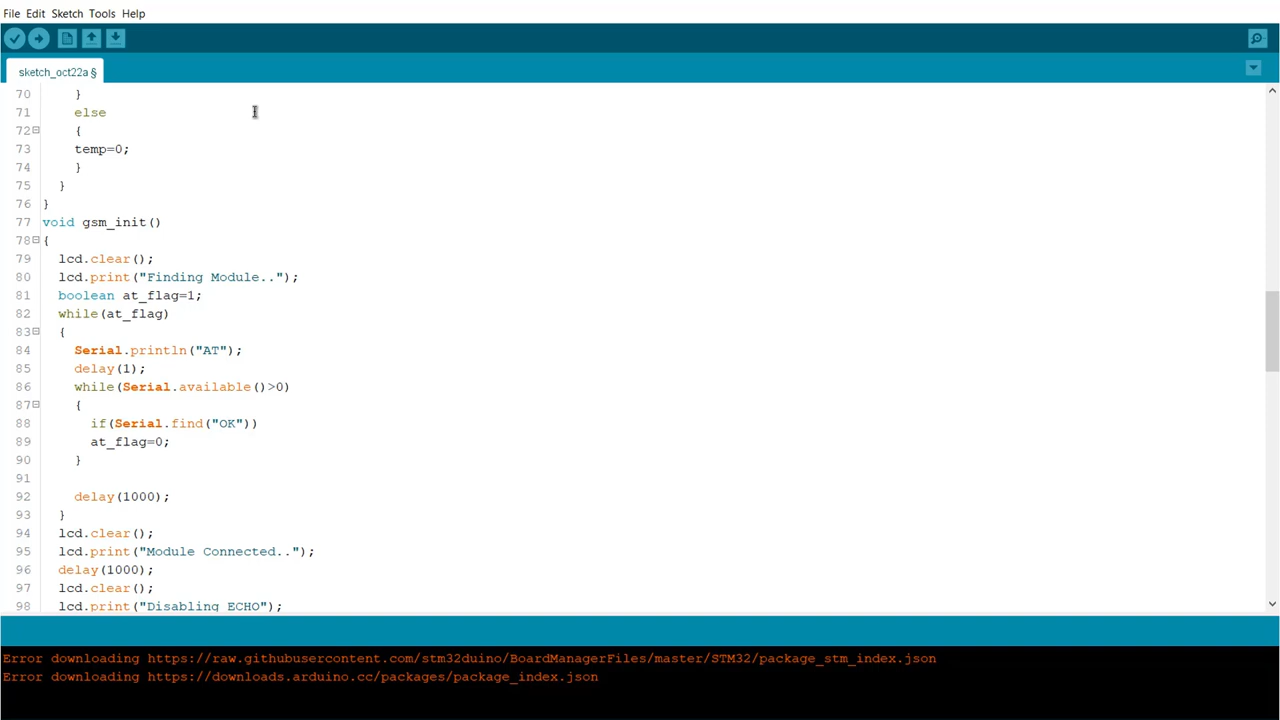 File Edit Sketch Tools Help
sketch_oct22a §
70 }
71 else
72 {
73 temp=0;
74 }
75 }
76 }
77 void gsm_init()
78 {
79 lcd.clear();
80 lcd.print("Finding Module..");
81 boolean at_flag=1;
82 while(at_flag)
83 {
84 Serial.println("AT");
85 delay(1);
86 while(Serial.available()>0)
87 {
88 if(Serial.find("OK"))
89 at_flag=0;
90 }
91
92 delay(1000);
93 }
94 lcd.clear();
95 lcd.print("Module Connected..");
96 delay(1000);
97 lcd.clear();
98 lcd.print("Disabling ECHO");
Error downloading https://raw.githubusercontent.com/stm32duino/BoardManagerFiles/master/STM32/package_stm_index.json
Error downloading https://downloads.arduino.cc/packages/package_index.json